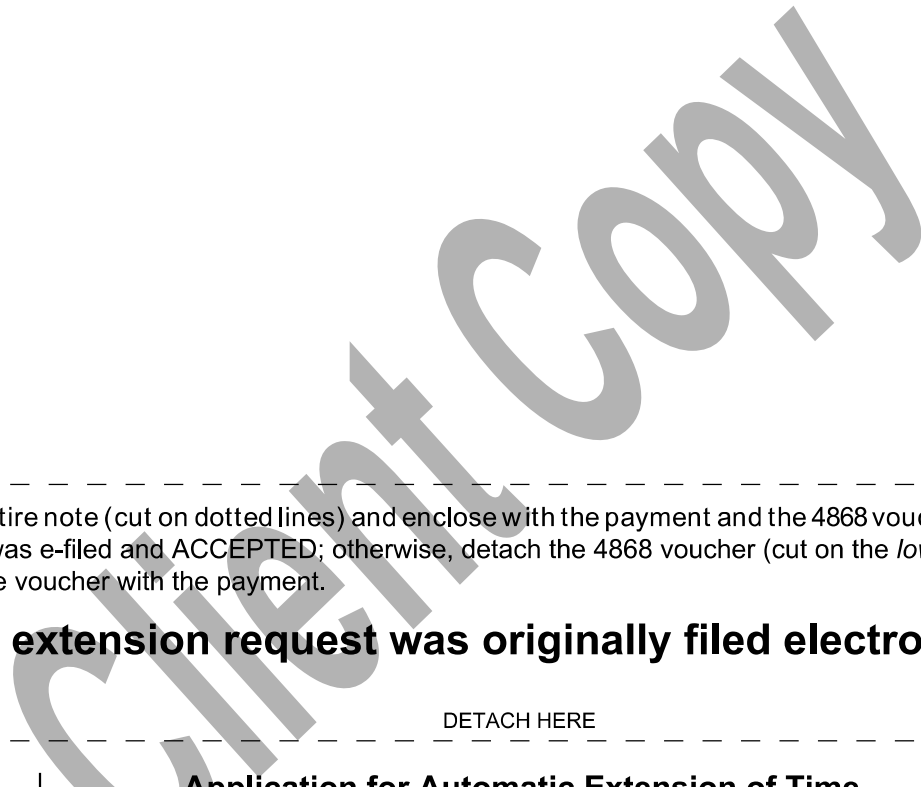 Client Copy
tire note (cut on dotted lines) and enclose with the payment and the 4868 vou
was e-filed and ACCEPTED; otherwise, detach the 4868 voucher (cut on the lo
e voucher with the payment.
extension request was originally filed electro
DETACH HERE
Application for Automatic Extension of Time